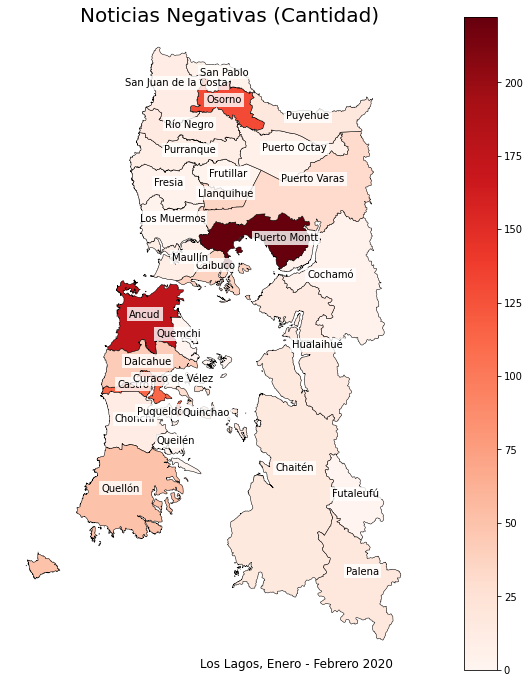 Noticias Negativas (Cantidad)
San Pablo
San Juan de la Costa
Osorno
Puyehue
Río Negro
Purranque
Puerto Octay
Frutillar
Puerto Varas
Fresia
Llanquihue
Los Muermos
Puerto Montt
Maullín
Calbuco
Cochamó
Ancud
Quemchi
Hualaihué
Dalcahue
Curaco de Vélez
Castro
Puqueldón
Quinchao
Chonchi
Queilén
Chaitén
Quellón
Futaleufú
Palena
Los Lagos, Enero - Febrero 2020
200
175
150
125
100
75
50
25
0